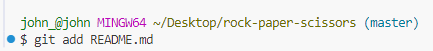 john_@john MINGW64 ~/Desktop/rock-paper-scissors (master)
$ git add README.md